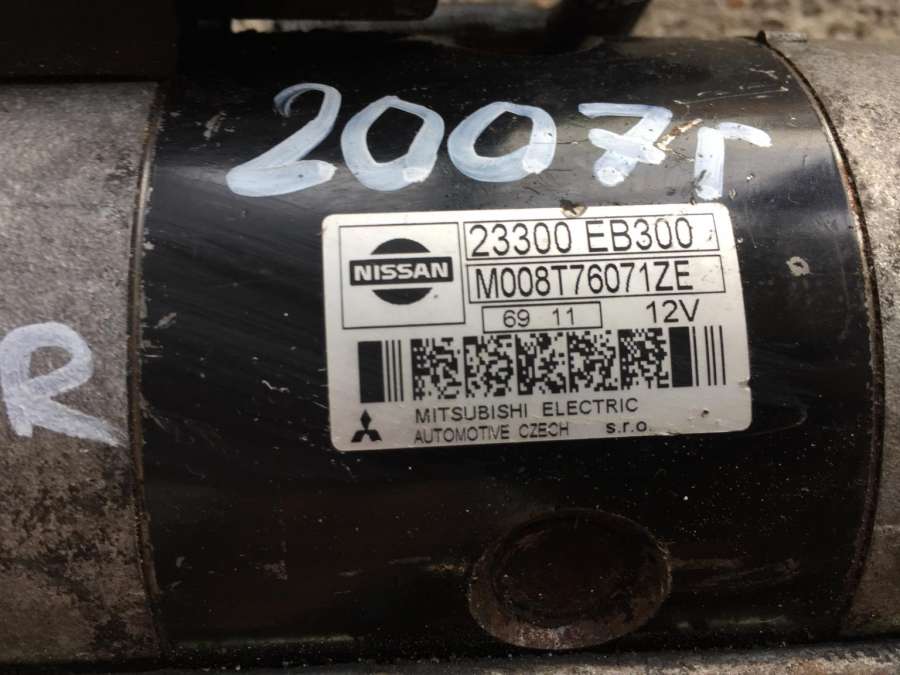 2007г
R
NISSAN
23300 EB300
M008T76071ZE
69 11 12V
MITSUBISHI ELECTRIC
AUTOMOTIVE CZECH s.r.o.